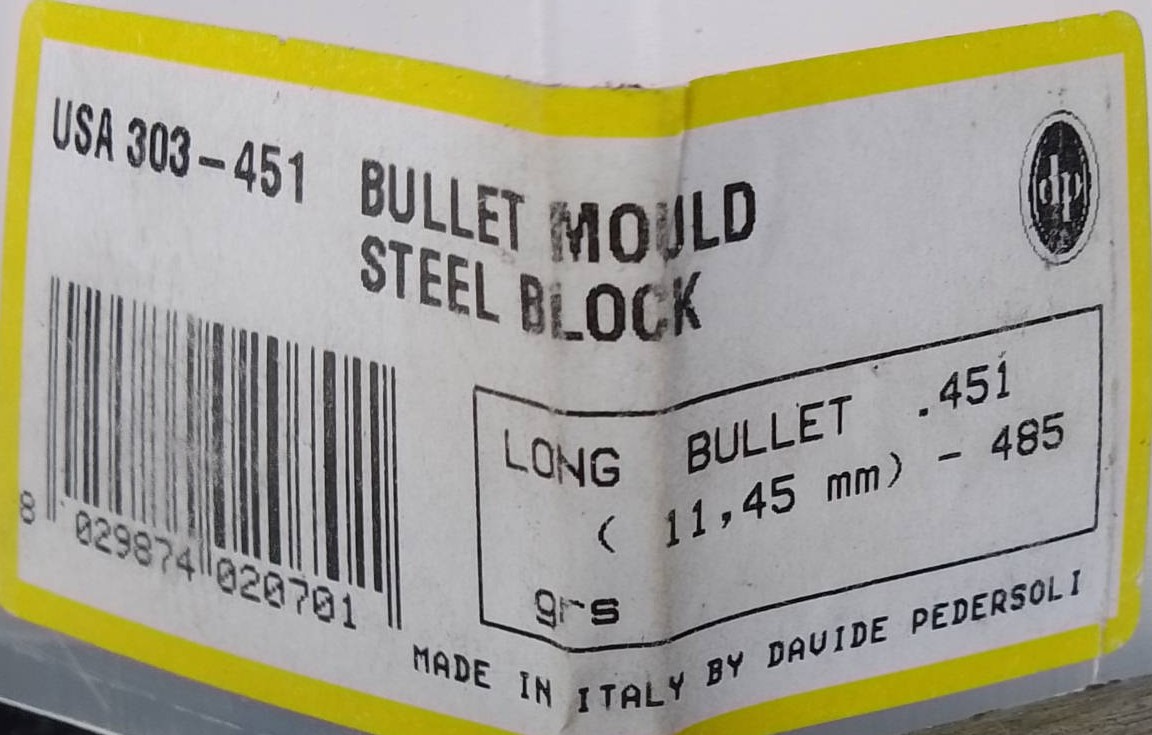 USA 303-451 BULLET MOULD
STEEL BLOCK
dp
LONG BULLET .451
( 11,45 mm) - 485
grs
8 029874 020701
MADE IN ITALY BY DAVIDE PEDERSOLI